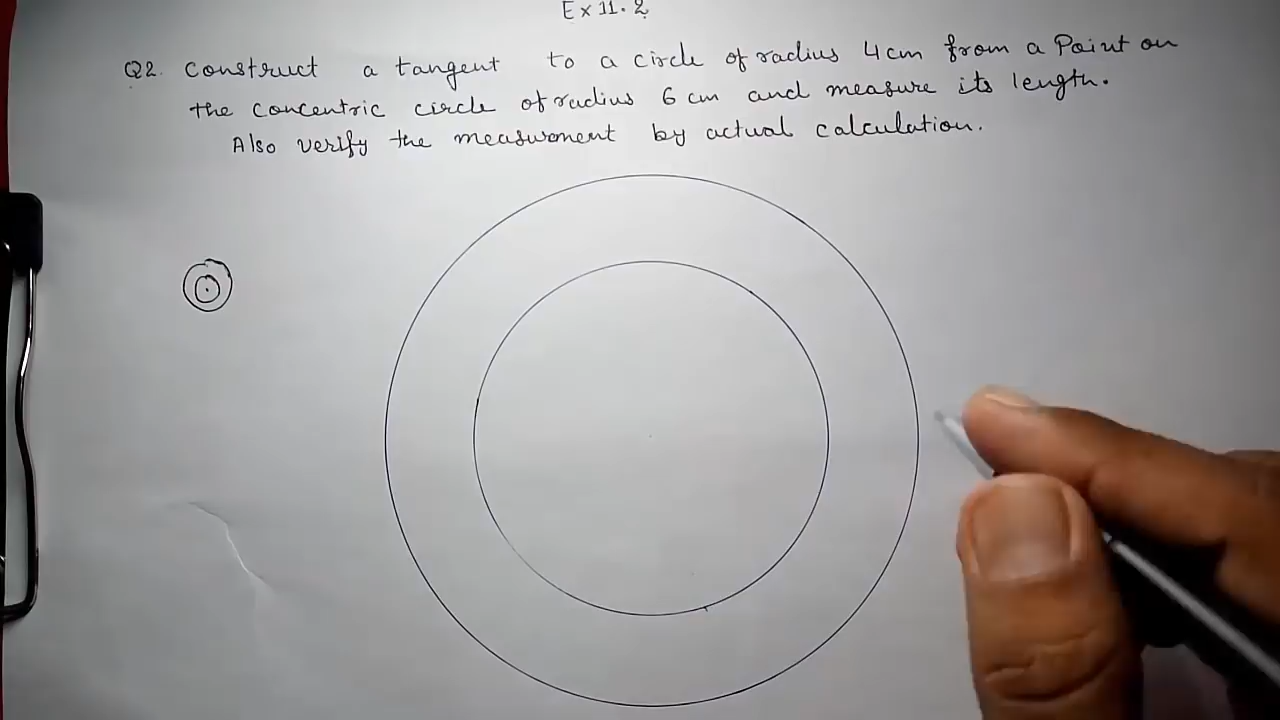 Ex 11.2
Q2. Construct a tangent to a circle of radius 4cm from a Point on
the concentric circle of radius 6 cm and measure its length.
Also verify the measurment by actual calculation.